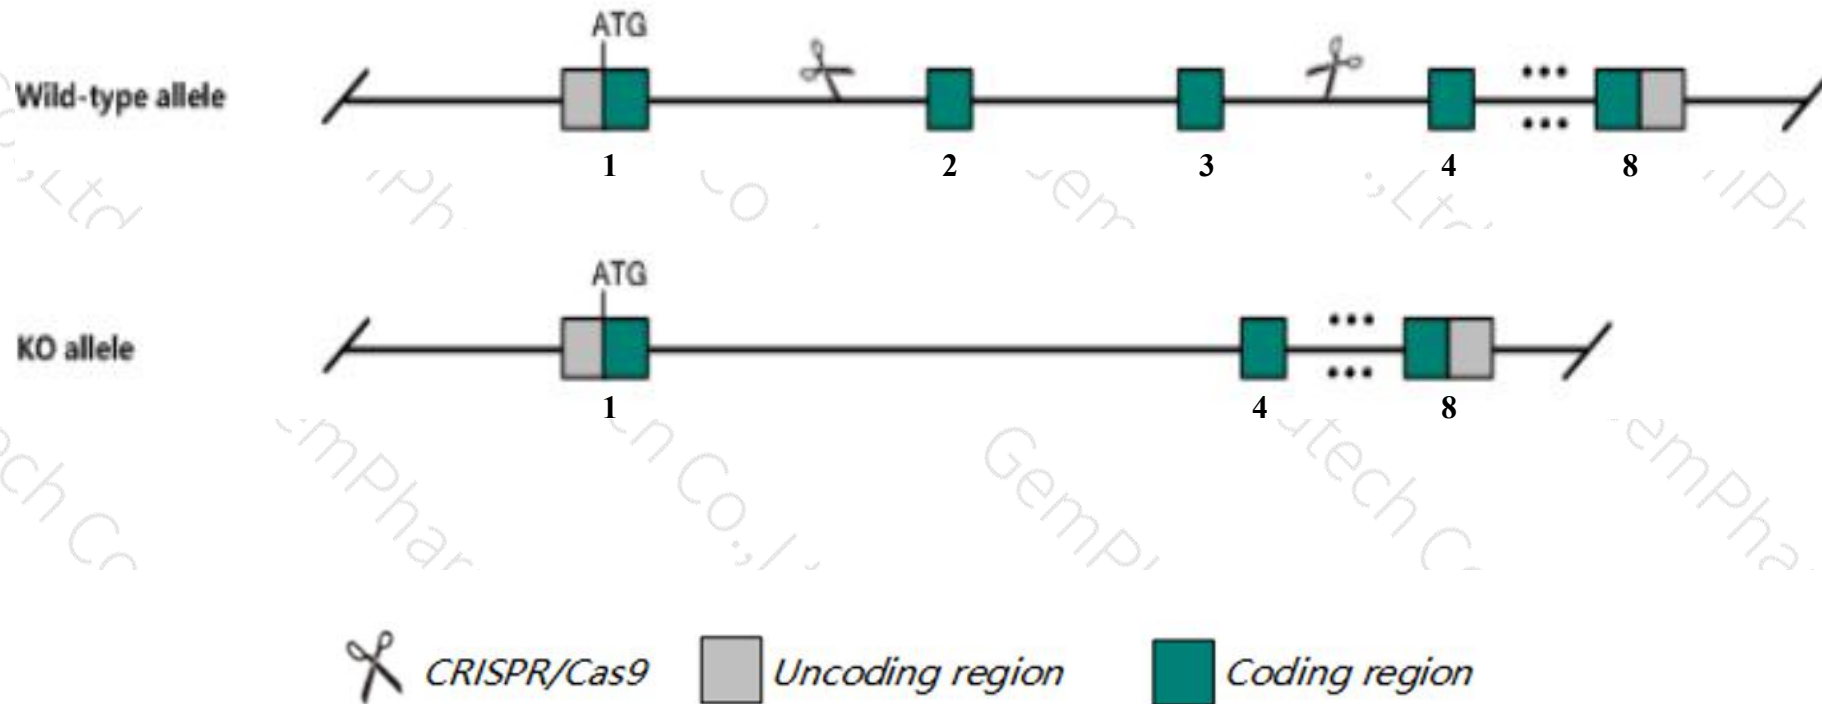 ATG
Wild-type allele
1 2 3 4 8
ATG
KO allele
1 4 8
CRISPR/Cas9 Uncoding region Coding region